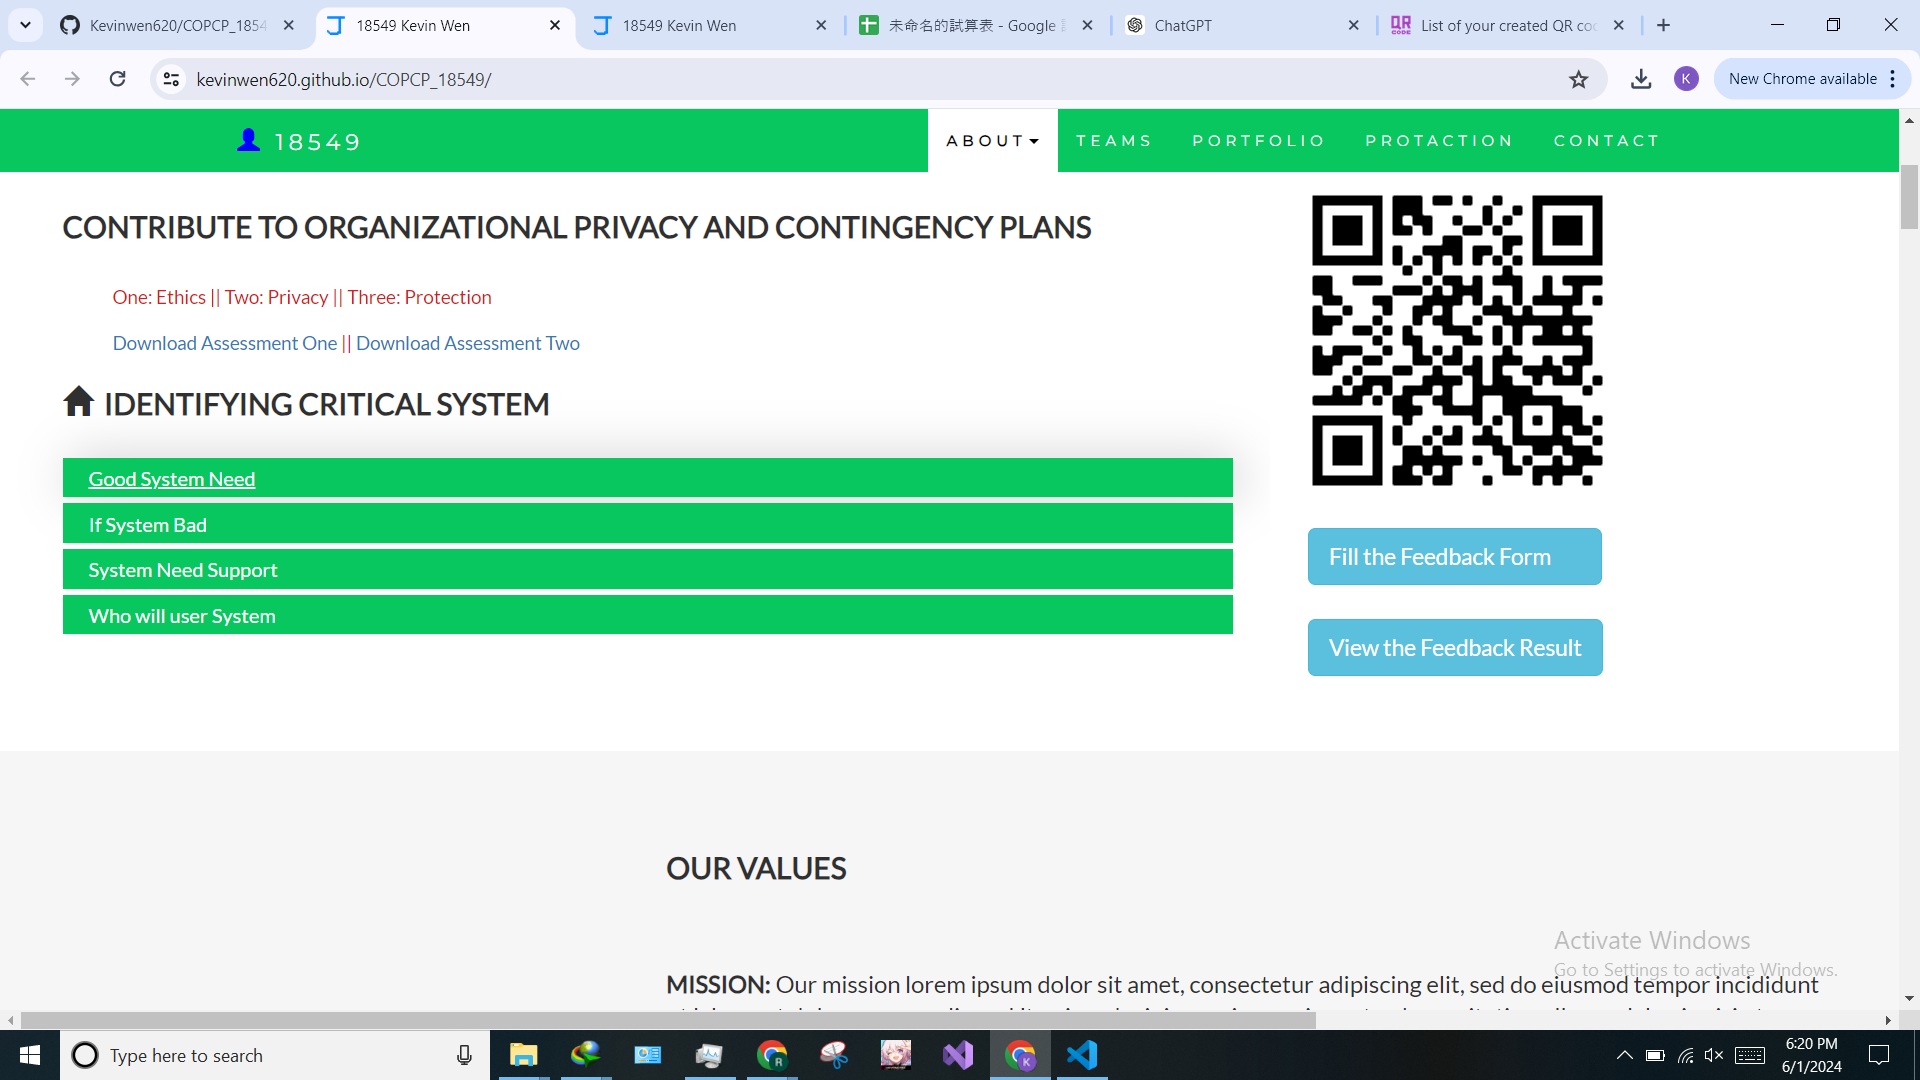 Kevinwen620/COPCP_1854
18549 Kevin Wen
18549 Kevin Wen
未命名的試算表 - Google
ChatGPT
List of your created QR co
kevinwen620.github.io/COPCP_18549/
K
New Chrome available
18549
ABOUT
TEAMS
PORTFOLIO
PROTACTION
CONTACT
CONTRIBUTE TO ORGANIZATIONAL PRIVACY AND CONTINGENCY PLANS
One: Ethics || Two: Privacy || Three: Protection
Download Assessment One || Download Assessment Two
IDENTIFYING CRITICAL SYSTEM
Good System Need
If System Bad
System Need Support
Who will user System
Fill the Feedback Form
View the Feedback Result
OUR VALUES
MISSION: Our mission lorem ipsum dolor sit amet, consectetur adipiscing elit, sed do eiusmod tempor incididunt
Activate Windows
Go to Settings to activate Windows.
Type here to search
6:20 PM
6/1/2024